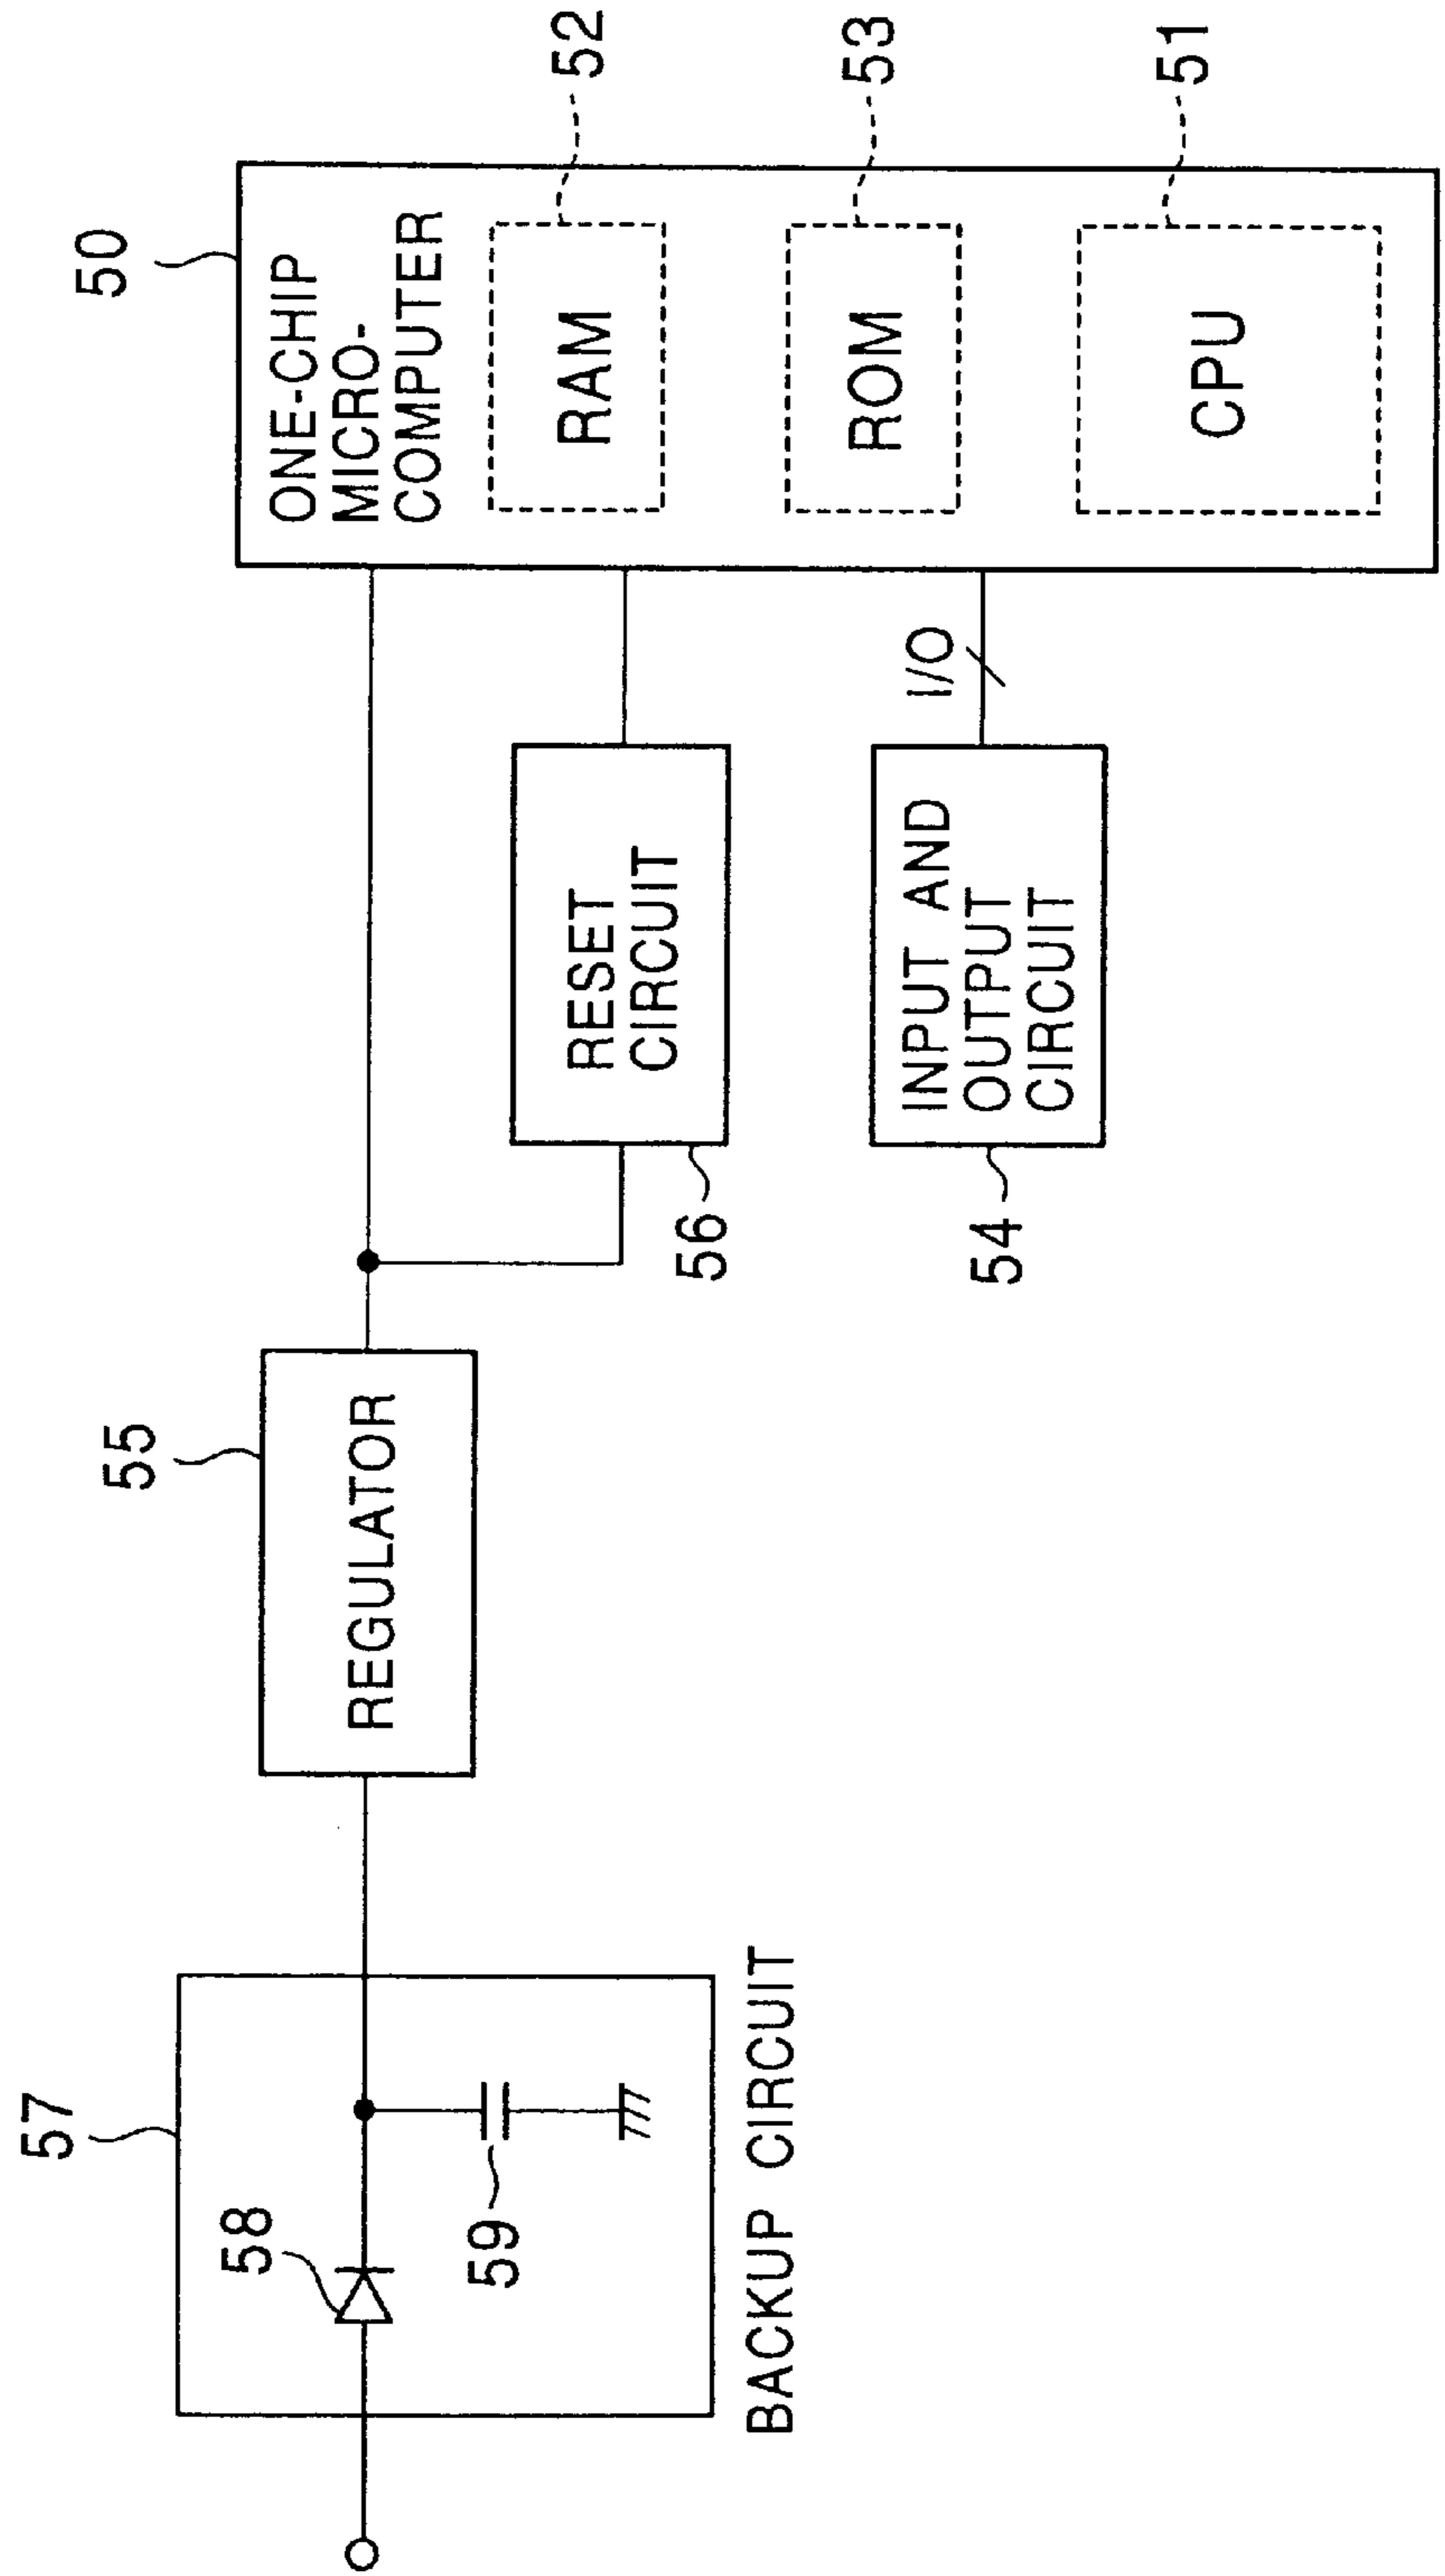 57
58
59
BACKUP CIRCUIT
55
REGULATOR
56
RESET
CIRCUIT
54
INPUT AND
OUTPUT
CIRCUIT
I/O
50
ONE-CHIP
MICRO-
COMPUTER
RAM
52
ROM
53
CPU
51